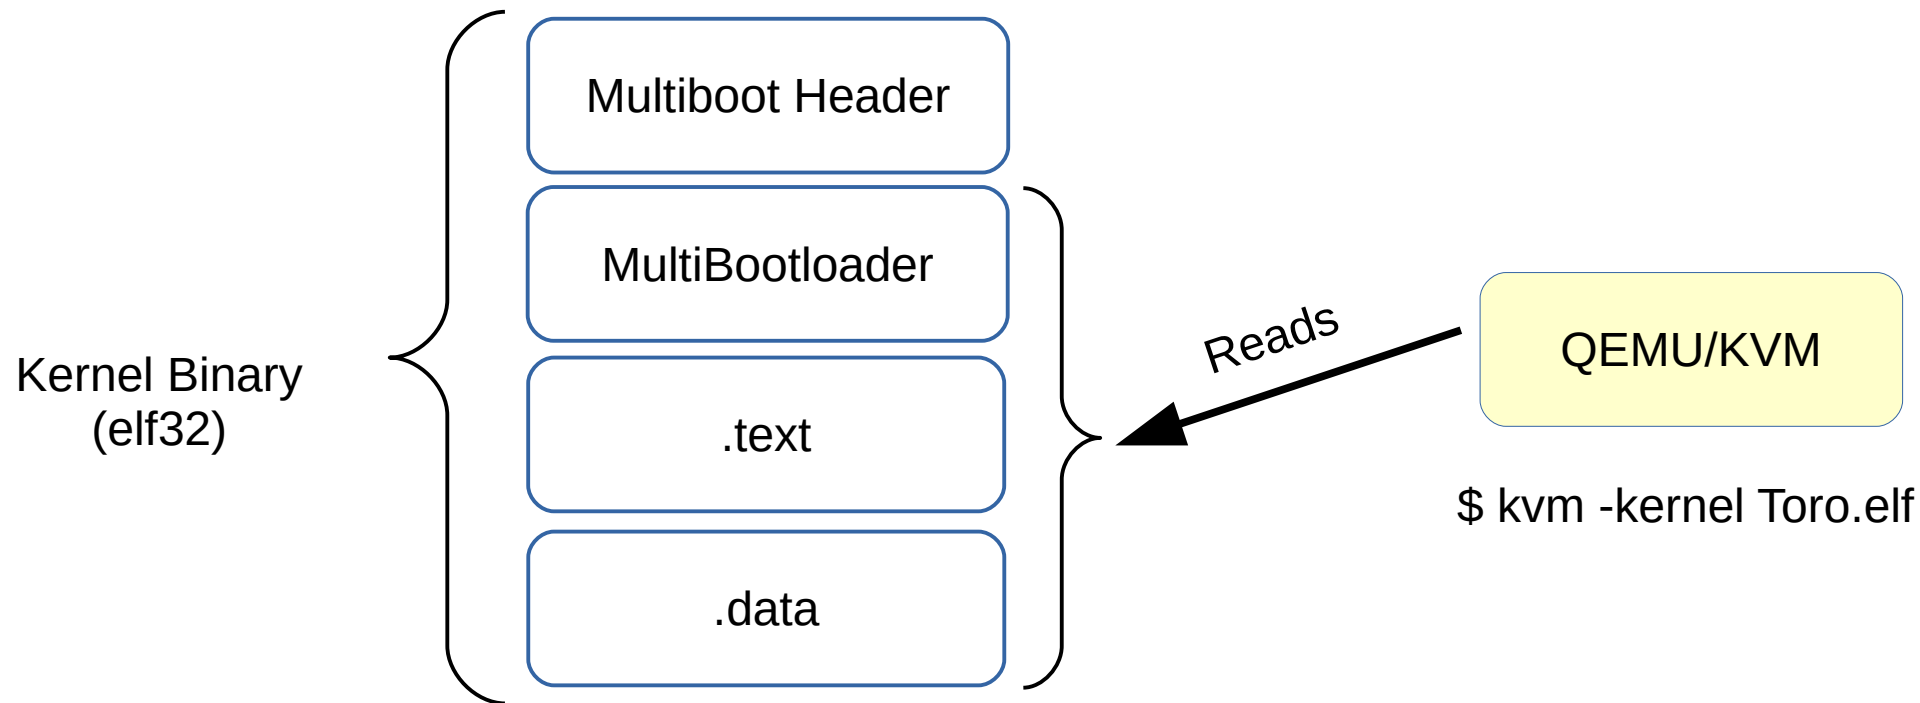 Multiboot Header
MultiBootloader
Reads
QEMU/KVM
Kernel Binary
(elf32)
.text
$ kvm -kernel Toro.elf
.data